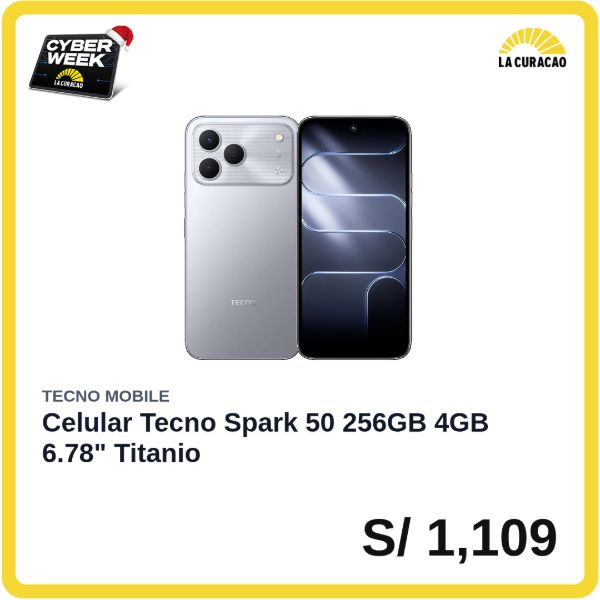 CYBER
WEEK
LA CURACAO
LA CURACAO
TECNO
TECNO MOBILE
Celular Tecno Spark 50 256GB 4GB
6.78" Titanio
S/ 1,109